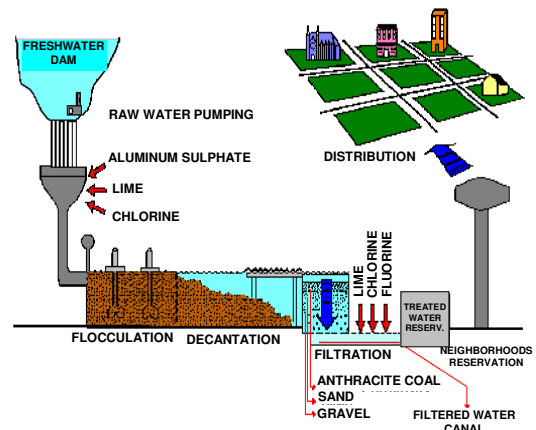 FRESHWATER
DAM
RAW WATER PUMPING
ALUMINUM SULPHATE
LIME
CHLORINE
DISTRIBUTION
LIME
CHLORINE
FLUORINE
TREATED
WATER
RESERV.
FLOCCULATION
DECANTATION
FILTRATION
NEIGHBORHOODS
RESERVATION
ANTHRACITE COAL
SAND
GRAVEL
FILTERED WATER
CANAL